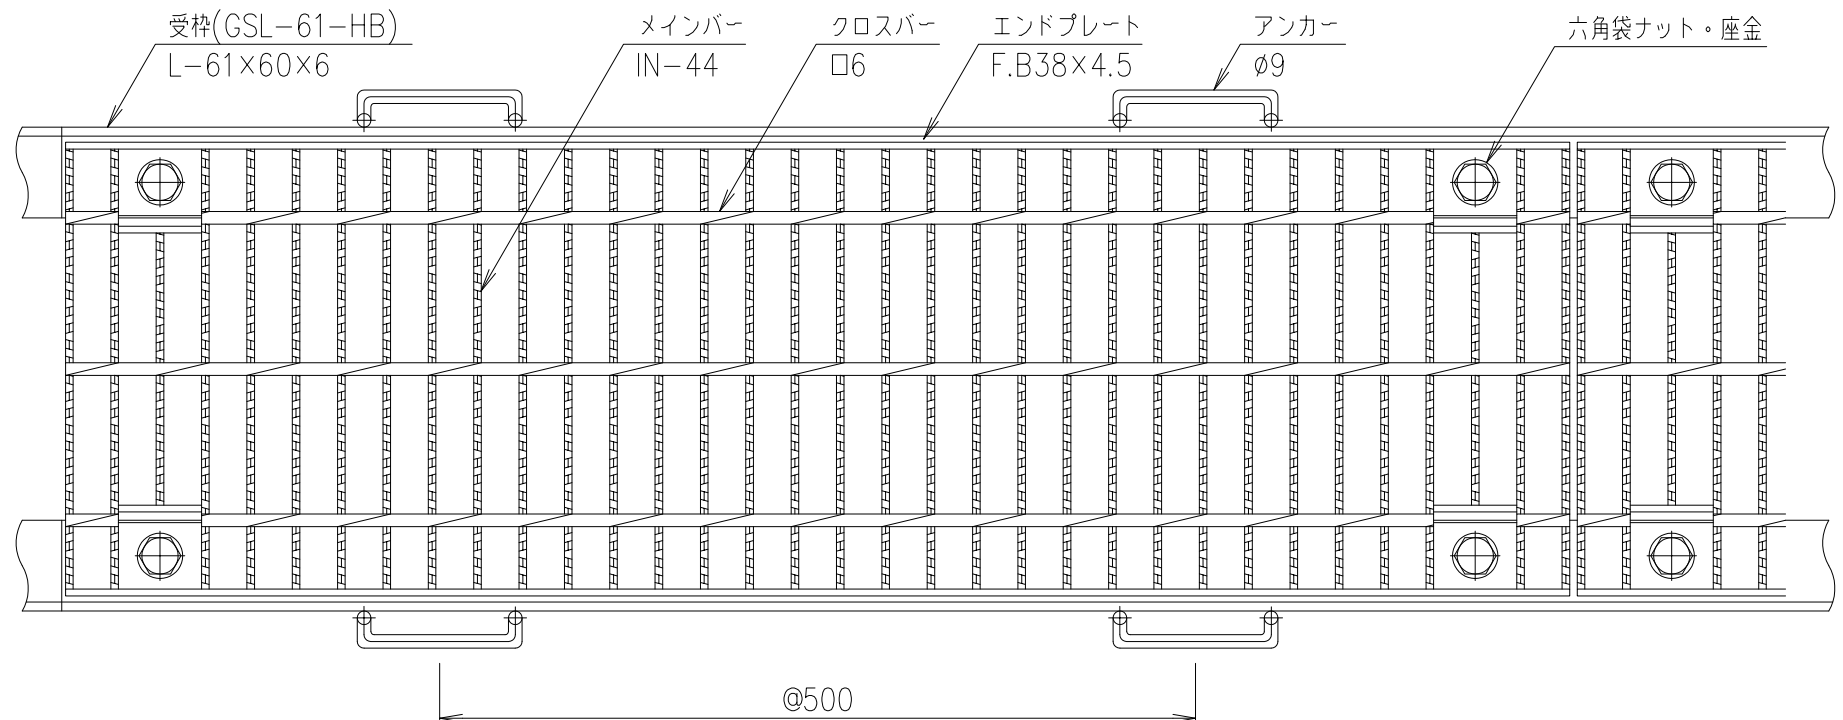 受枠(GSL-61-HB)
L-61×60×6
メインバー
IN-44
クロスバー
□6
エンドプレート
F.B38×4.5
アンカー
ø9
六角袋ナット・座金
@500